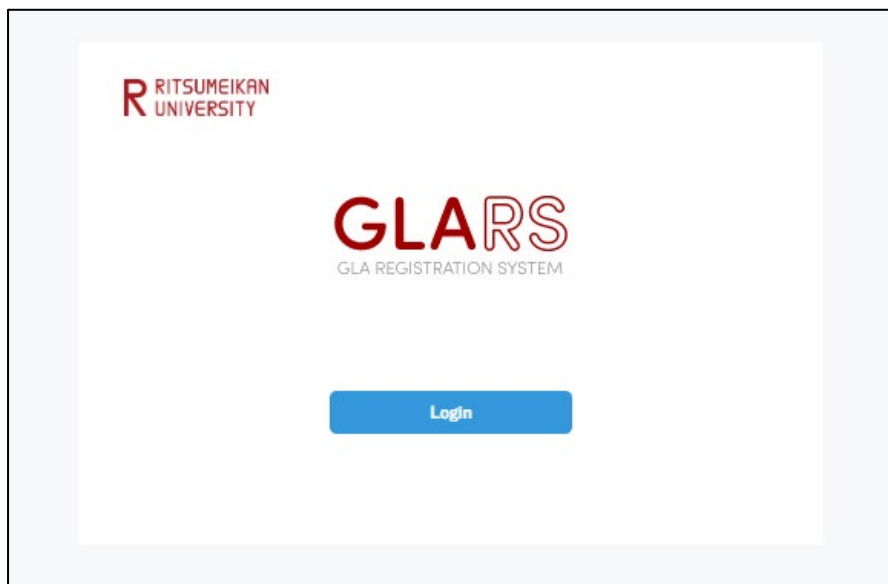 RITSUMEIKAN
UNIVERSITY
GLARS
GLA REGISTRATION SYSTEM
Login